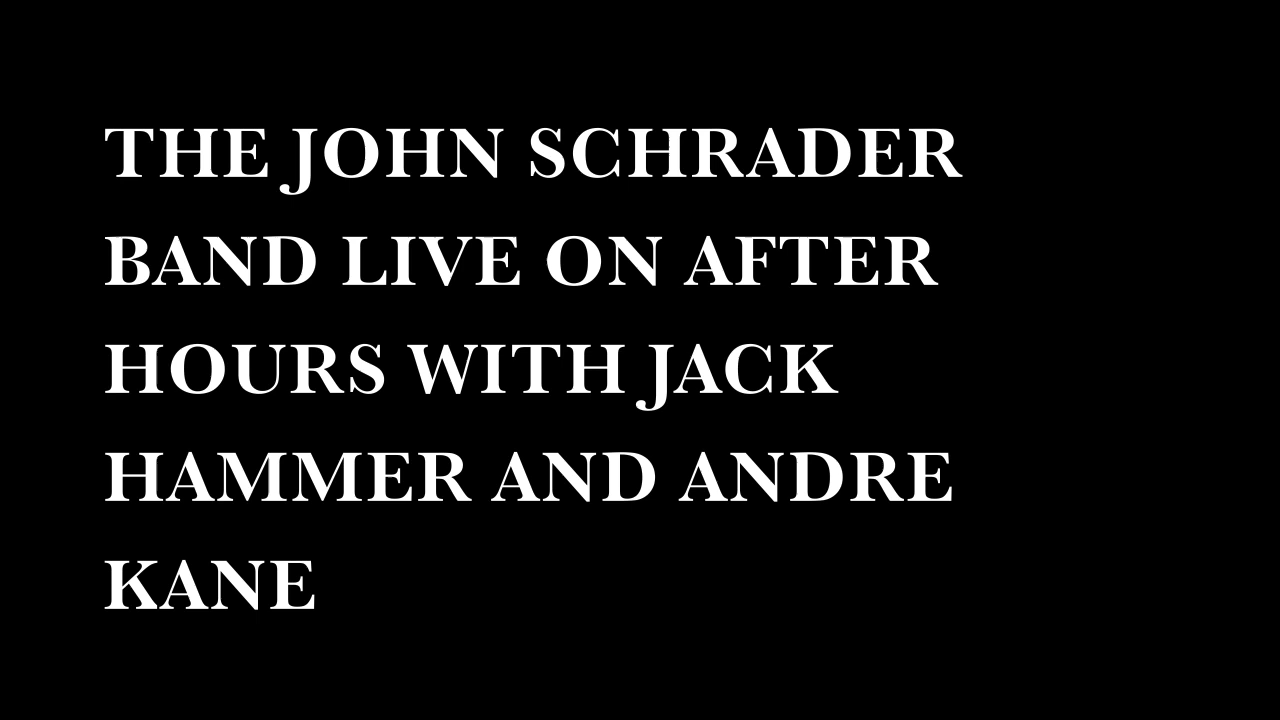 THE JOHN SCHRADER
BAND LIVE ON AFTER
HOURS WITH JACK
HAMMER AND ANDRE
KANE